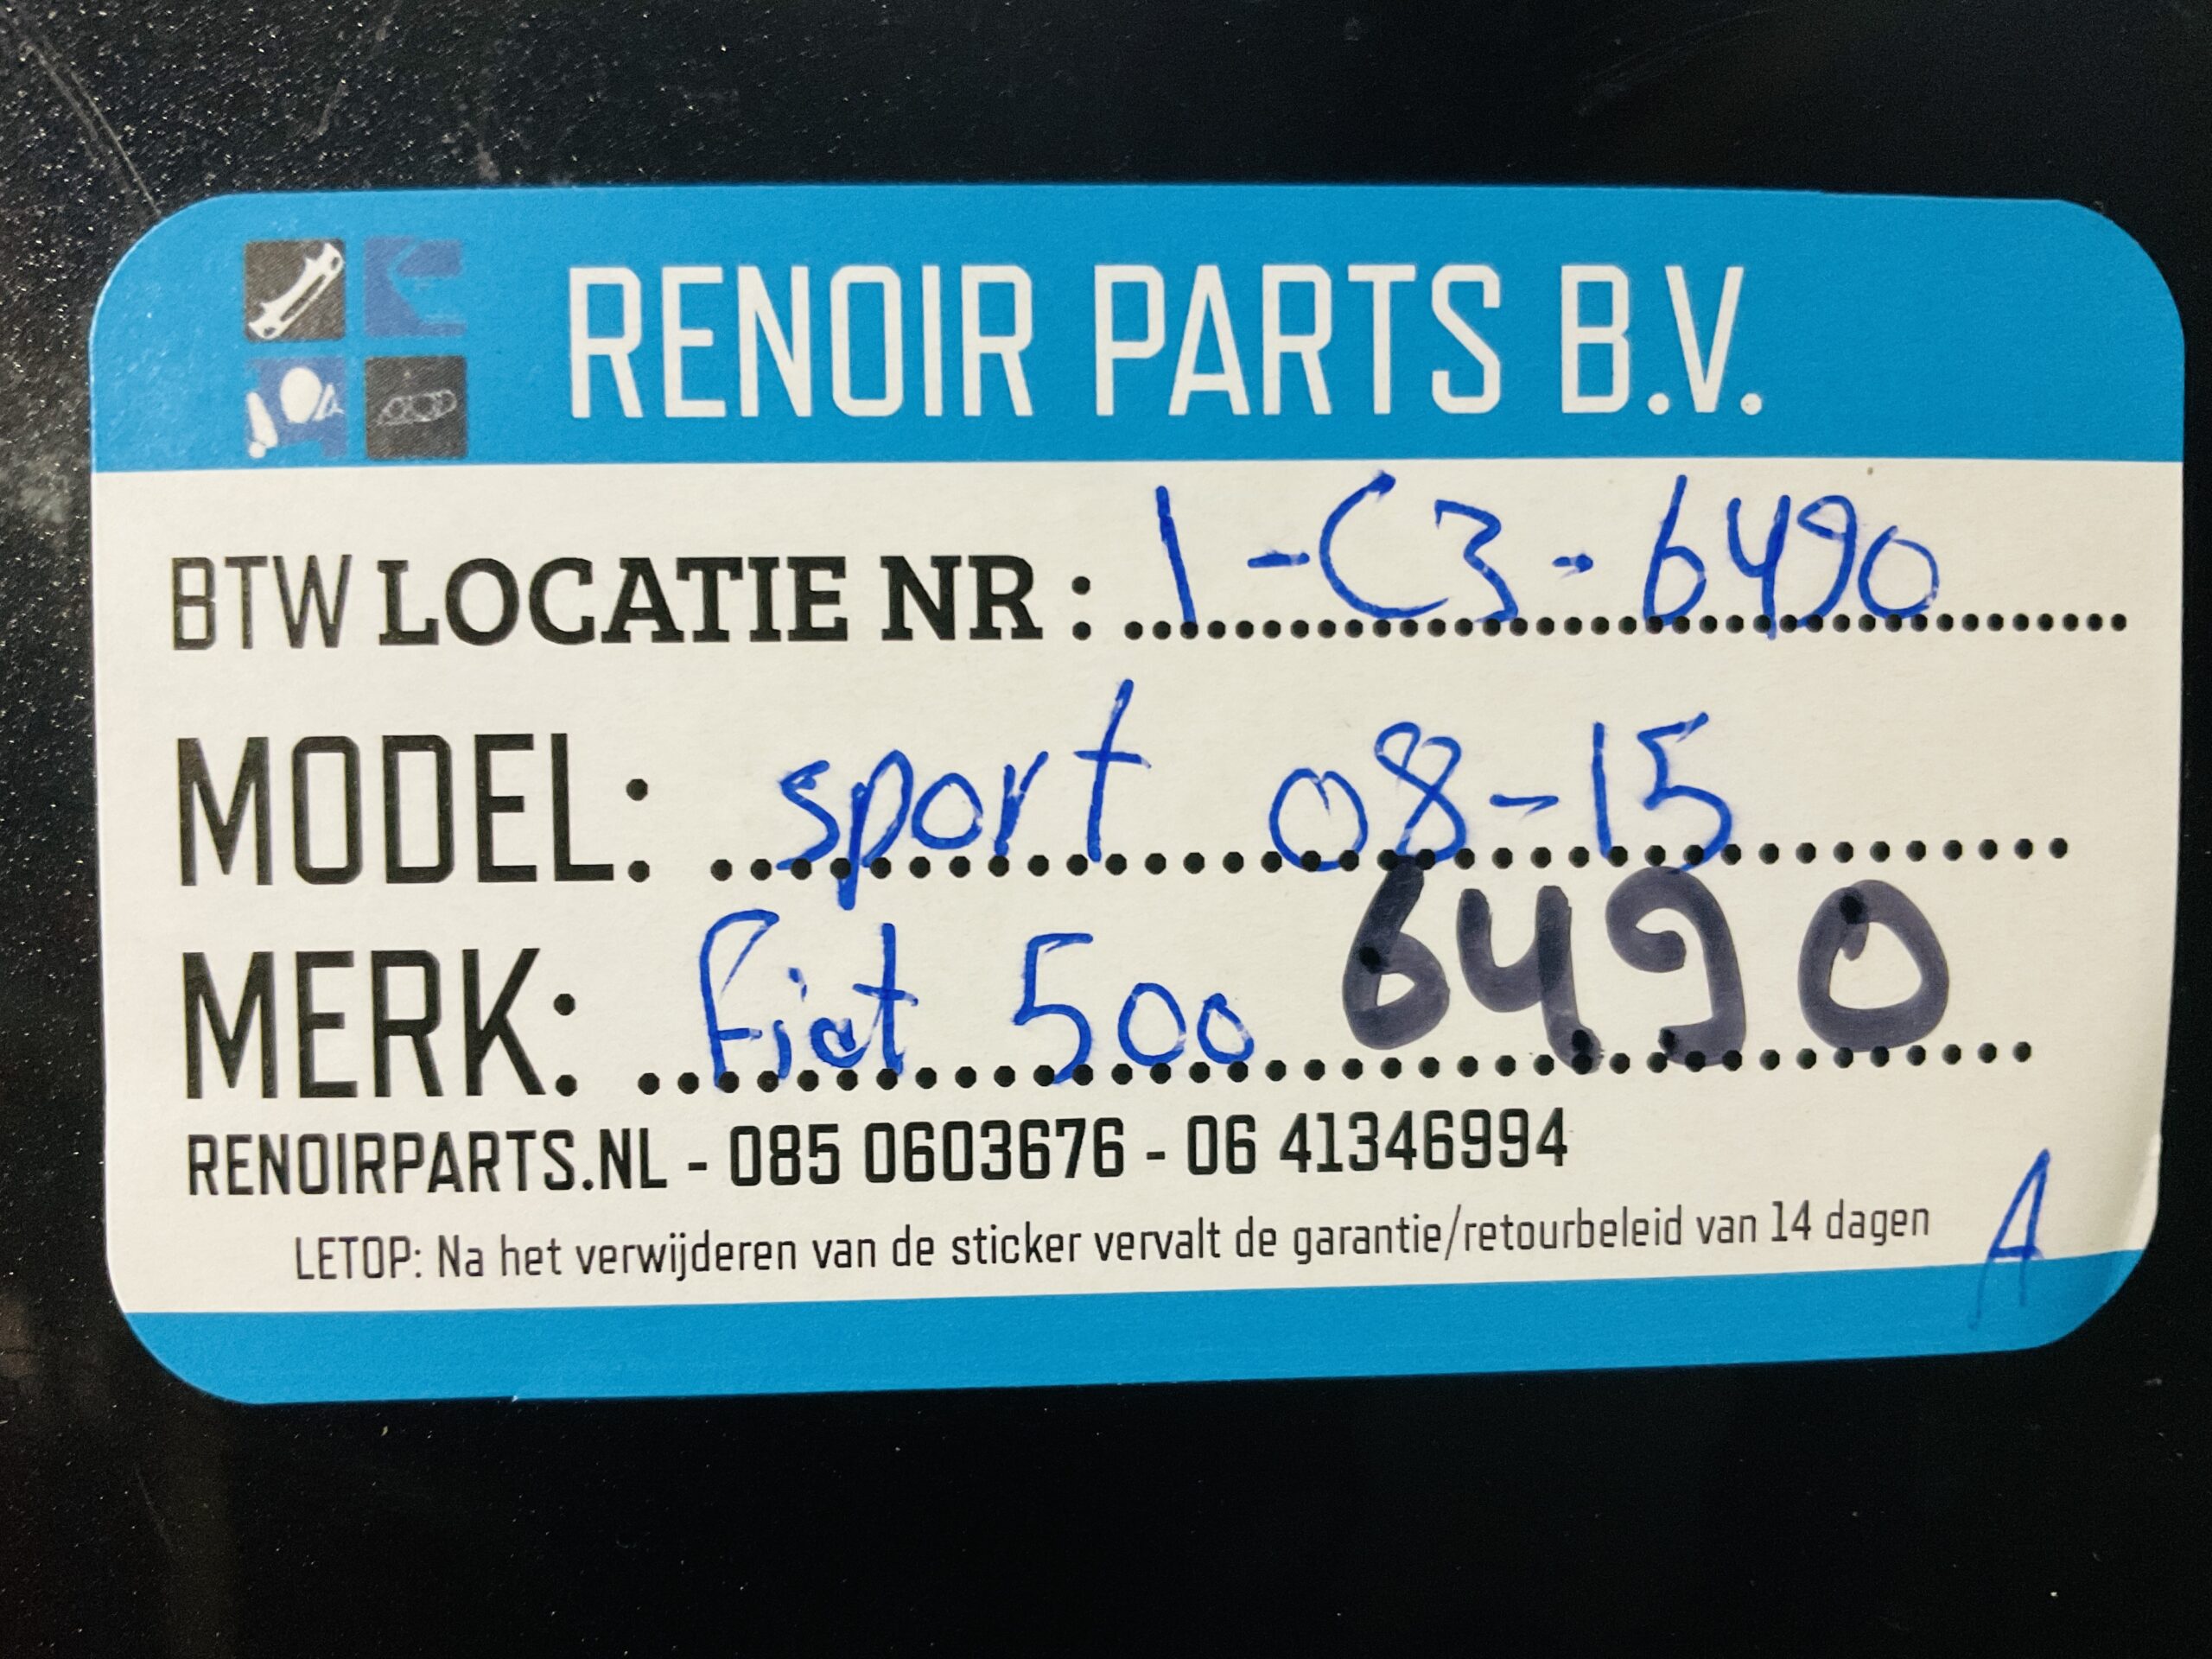 RENOIR PARTS B.V.
BTW LOCATIE NR : 1-C3-6490
MODEL: sport 08-15
MERK: Fiat 500 6490
RENOIRPARTS.NL - 085 0603676 - 06 41346994
LETOP: Na het verwijderen van de sticker vervalt de garantie/retourbeleid van 14 dagen A